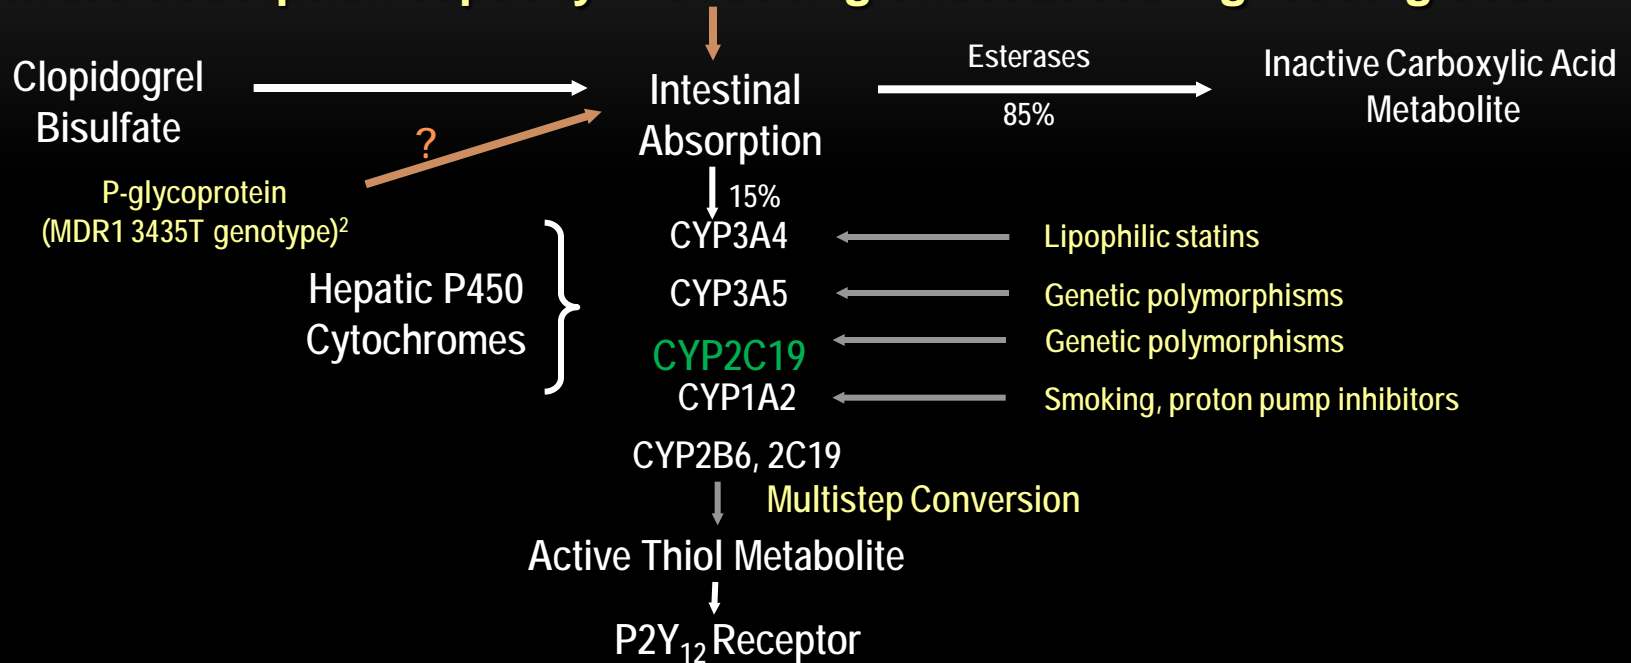 Clopidogrel
Bisulfate
Intestinal
Absorption
Esterases
85%
Inactive Carboxylic Acid
Metabolite
?
P-glycoprotein
(MDR1 3435T genotype)²
15%
CYP3A4
Lipophilic statins
Hepatic P450
Cytochromes
CYP3A5
Genetic polymorphisms
CYP2C19
Genetic polymorphisms
CYP1A2
Smoking, proton pump inhibitors
CYP2B6, 2C19
Multistep Conversion
Active Thiol Metabolite
P2Y₁₂ Receptor